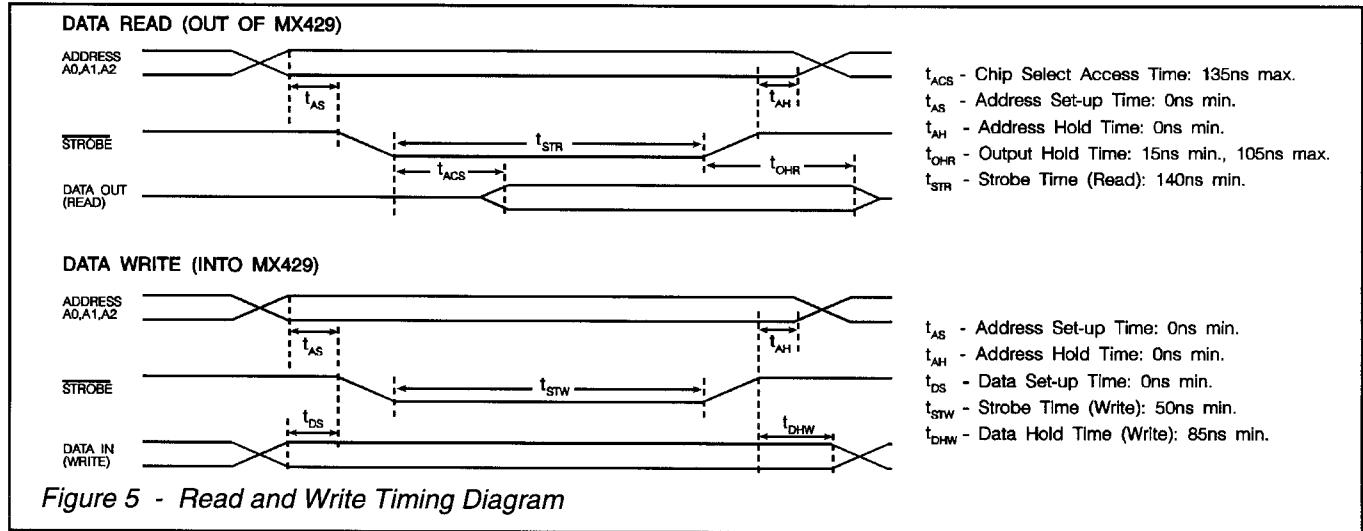 DATA READ (OUT OF MX429)
ADDRESS
A0,A1,A2
tAS
tAH
STROBE
tSTR
tACS
tOHR
DATA OUT
(READ)
tACS - Chip Select Access Time: 135ns max.
tAS - Address Set-up Time: 0ns min.
tAH - Address Hold Time: 0ns min.
tOHR - Output Hold Time: 15ns min., 105ns max.
tSTR - Strobe Time (Read): 140ns min.
DATA WRITE (INTO MX429)
ADDRESS
A0,A1,A2
tAS
tAH
STROBE
tSTW
tDS
tDHW
DATA IN
(WRITE)
tAS - Address Set-up Time: 0ns min.
tAH - Address Hold Time: 0ns min.
tDS - Data Set-up Time: 0ns min.
tSTW - Strobe Time (Write): 50ns min.
tDHW - Data Hold Time (Write): 85ns min.
Figure 5 - Read and Write Timing Diagram